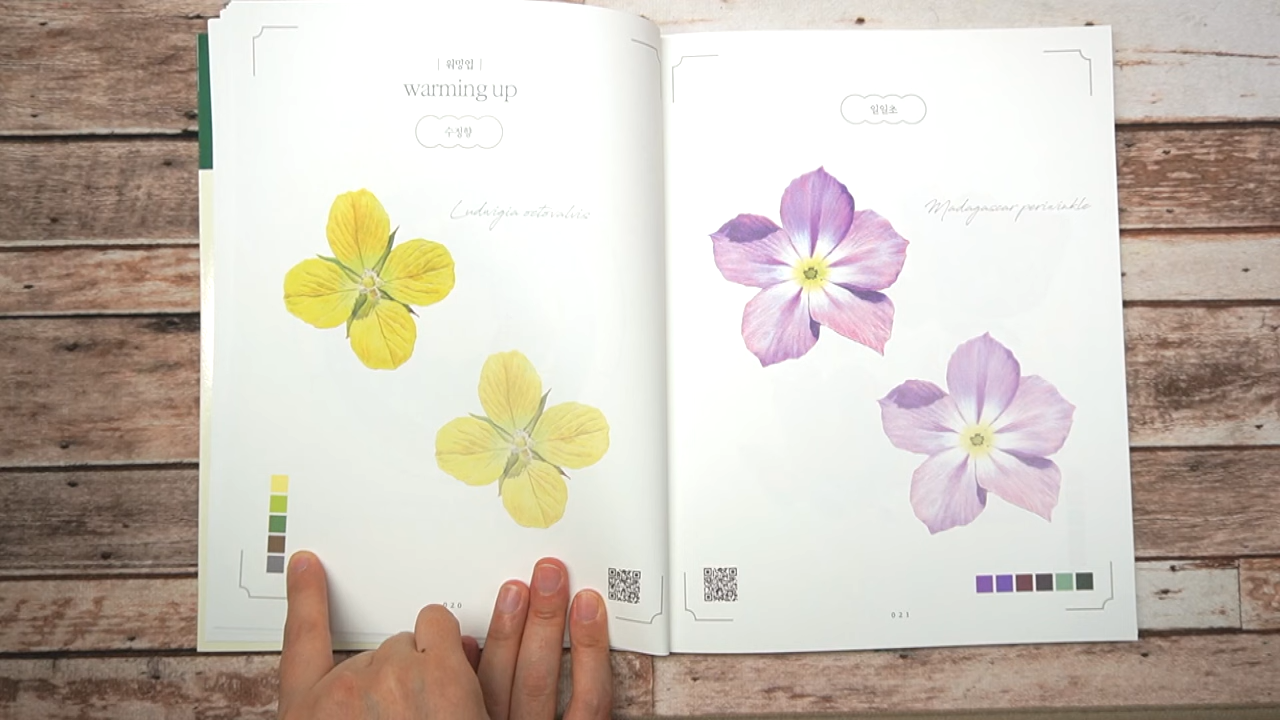 | 워밍업 |
warming up
수정향
Ludwigia octovalvis
020
일일초
Madagascar periwinkle
021